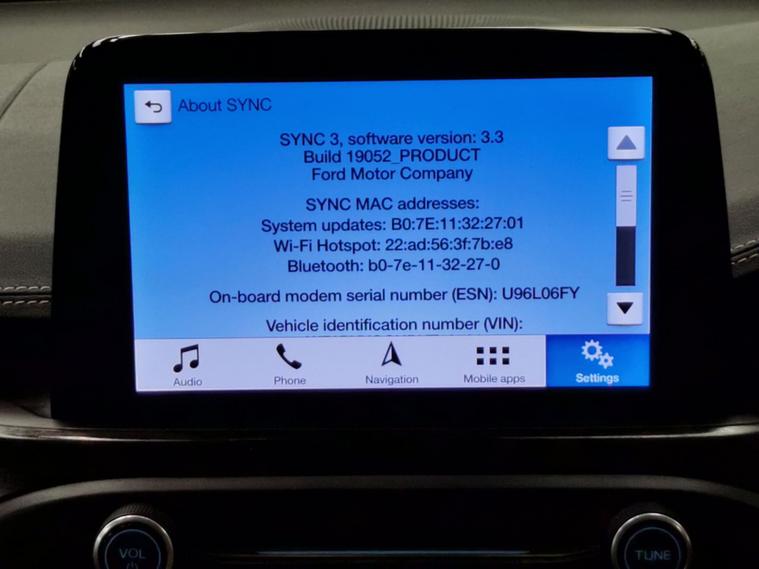 About SYNC
SYNC 3, software version: 3.3
Build 19052_PRODUCT
Ford Motor Company
SYNC MAC addresses:
System updates: B0:7E:11:32:27:01
Wi-Fi Hotspot: 22:ad:56:3f:7b:e8
Bluetooth: b0-7e-11-32-27-0
On-board modem serial number (ESN): U96L06FY
Vehicle identification number (VIN):
Audio
Phone
Navigation
Mobile apps
Settings
VOL
TUNE